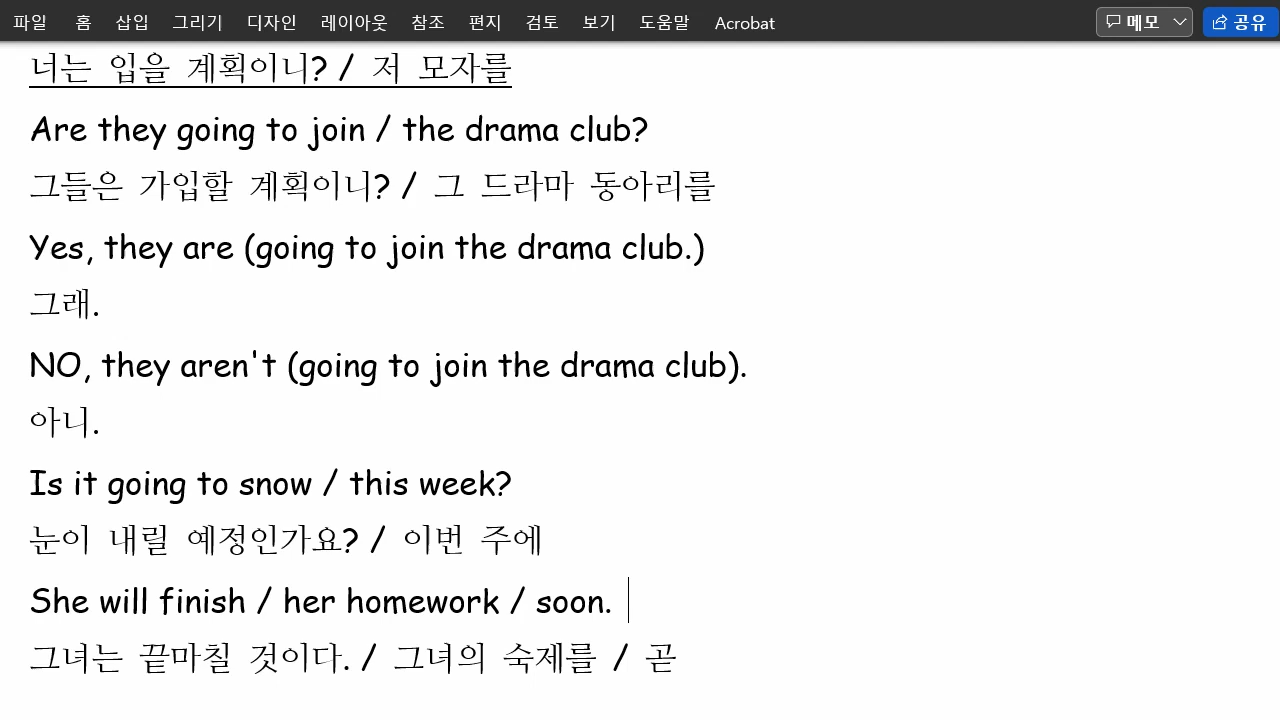 파일 홈 삽입 그리기 디자인 레이아웃 참조 편지 검토 보기 도움말 Acrobat 메모 공유
너는 입을 계획이니? / 저 모자를
Are they going to join / the drama club?
그들은 가입할 계획이니? / 그 드라마 동아리를
Yes, they are (going to join the drama club.)
그래.
NO, they aren't (going to join the drama club).
아니.
Is it going to snow / this week?
눈이 내릴 예정인가요? / 이번 주에
She will finish / her homework / soon.
그녀는 끝마칠 것이다. / 그녀의 숙제를 / 곧